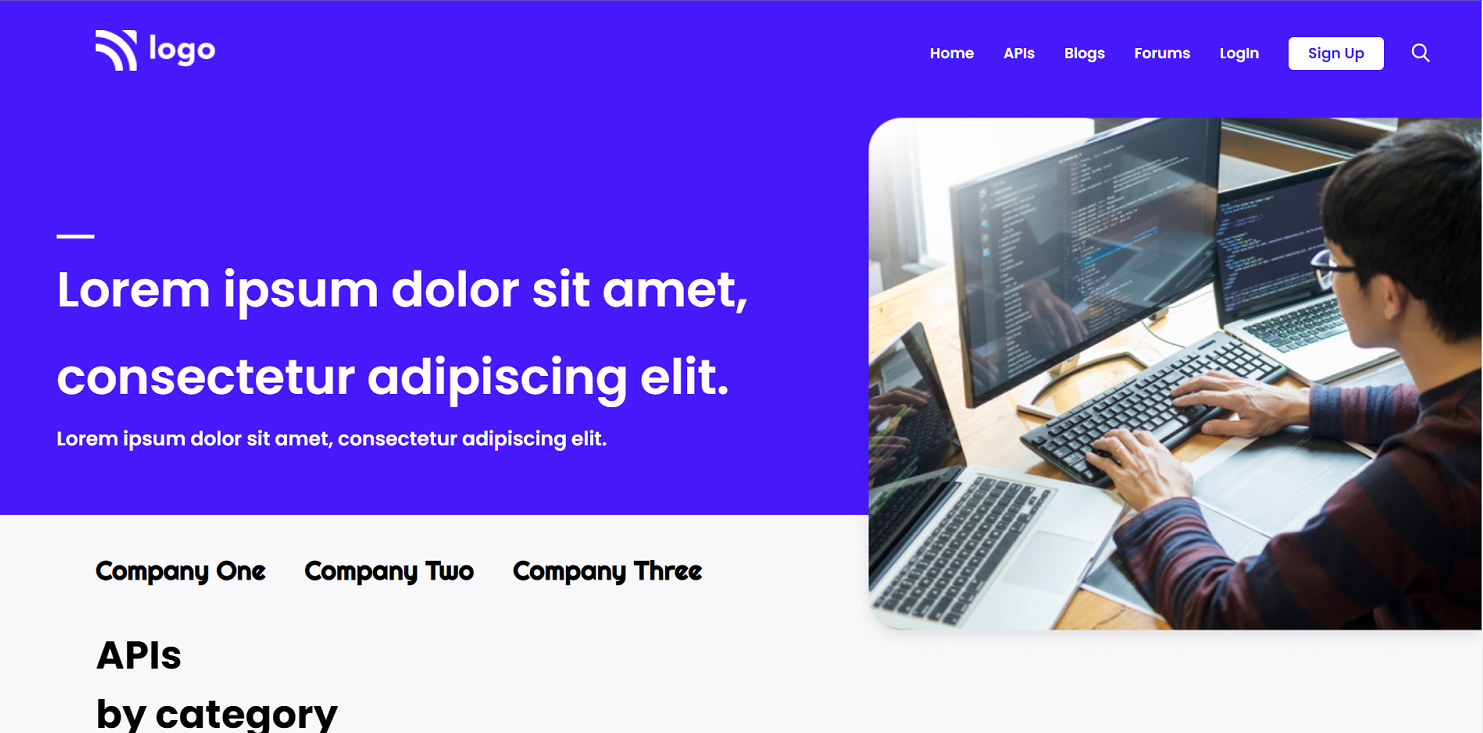 logo
Home APIs Blogs Forums LogIn Sign Up
Lorem ipsum dolor sit amet,
consectetur adipiscing elit.
Lorem ipsum dolor sit amet, consectetur adipiscing elit.
Company One Company Two Company Three
APIs
by category